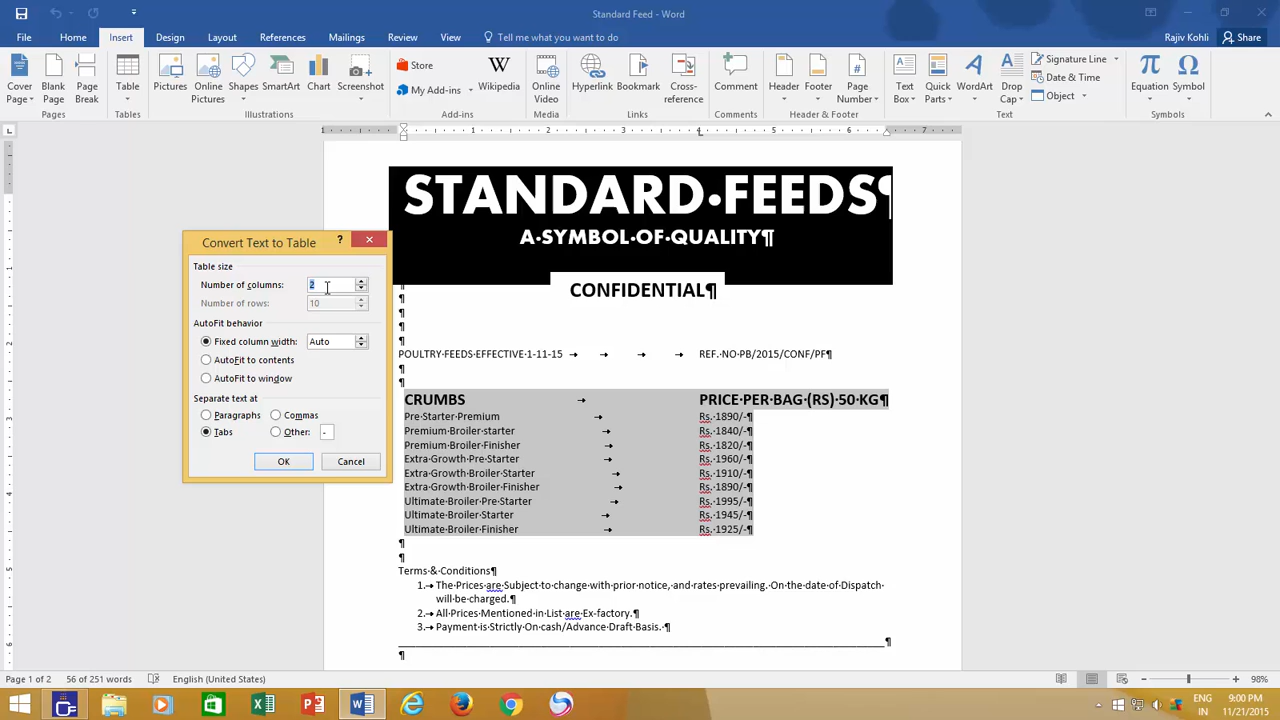 Standard Feed - Word
File Home Insert Design Layout References Mailings Review View Tell me what you want to do Rajiv Kohli Share
Cover Page Blank Page Page Break Table Pictures Online Pictures Shapes SmartArt Chart Screenshot Store My Add-ins Wikipedia Online Video Hyperlink Bookmark Cross-reference Comment Header Footer Page Number Text Box Quick Parts WordArt Drop Cap Signature Line Date & Time Object Equation Symbol
Pages Tables Illustrations Add-ins Media Links Comments Header & Footer Text Symbols
1 1 2 3 4 5 6 7
STANDARD·FEEDS¶
A·SYMBOL·OF·QUALITY¶
CONFIDENTIAL¶
Convert Text to Table ? ×
Table size
Number of columns: 2
Number of rows: 10
AutoFit behavior
Fixed column width: Auto
AutoFit to contents
AutoFit to window
Separate text at
Paragraphs Commas
Tabs Other: -
OK Cancel
POULTRY·FEEDS·EFFECTIVE·1-11-15 → → → → REF.·NO·PB/2015/CONF/PF¶
CRUMBS → PRICE·PER·BAG·(RS)·50·KG¶
Pre·Starter·Premium → Rs.·1890/-¶
Premium·Broiler·starter → Rs.·1840/-¶
Premium·Broiler·Finisher → Rs.·1820/-¶
Extra·Growth·Pre·Starter → Rs.·1960/-¶
Extra·Growth·Broiler·Starter → Rs.·1910/-¶
Extra·Growth·Broiler·Finisher → Rs.·1890/-¶
Ultimate·Broiler·Pre·Starter → Rs.·1995/-¶
Ultimate·Broiler·Starter → Rs.·1945/-¶
Ultimate·Broiler·Finisher → Rs.·1925/-¶
Terms·&·Conditions¶
1.→ The·Prices·are·Subject·to·change·with·prior·notice,·and·rates·prevailing.·On·the·date·of·Dispatch·
will·be·charged.¶
2.→ All·Prices·Mentioned·in·List·are·Ex-factory.¶
3.→ Payment·is·Strictly·On·cash/Advance·Draft·Basis.·¶
Page 1 of 2 56 of 251 words English (United States) 98%
ENG 9:00 PM
IN 11/21/2015